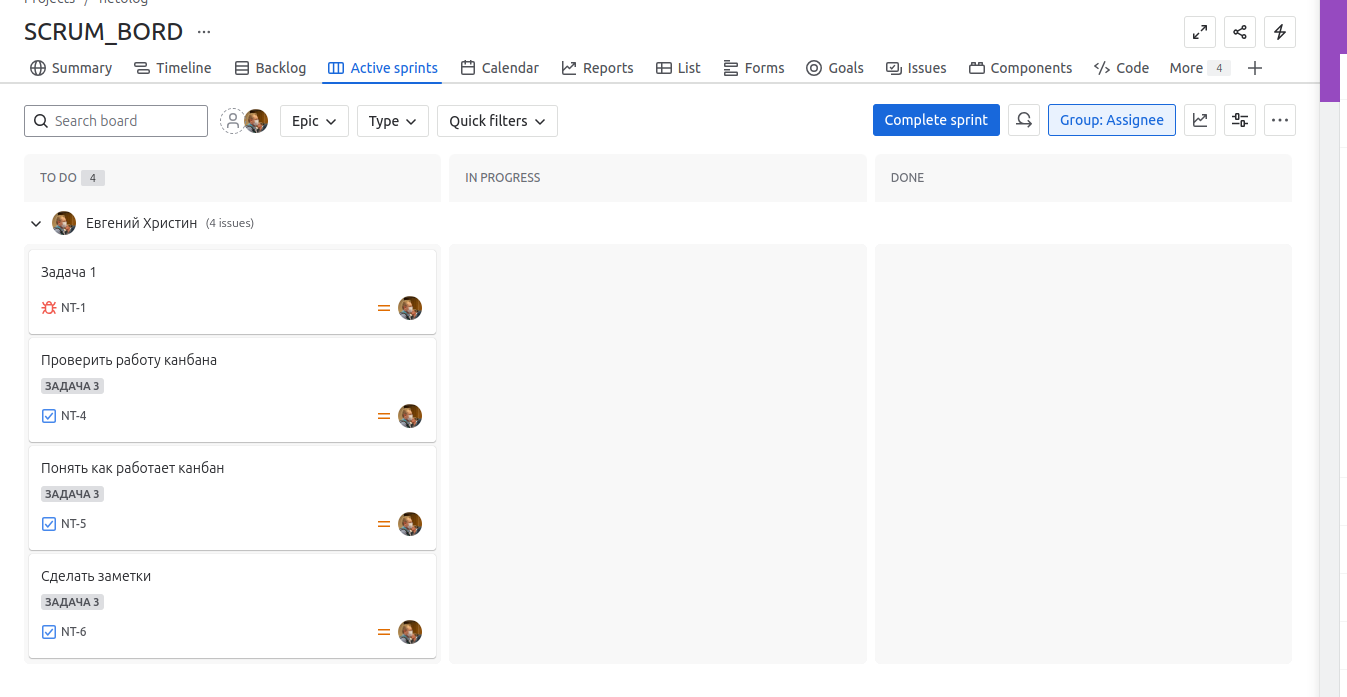 Projects / netolog
SCRUM_BORD ...
Summary Timeline Backlog Active sprints Calendar Reports List Forms Goals Issues Components Code More 4
Search board Epic Type Quick filters Complete sprint Group: Assignee
TO DO 4 IN PROGRESS DONE
Евгений Христин (4 issues)
Задача 1
NT-1
Проверить работу канбана
ЗАДАЧА 3
NT-4
Понять как работает канбан
ЗАДАЧА 3
NT-5
Сделать заметки
ЗАДАЧА 3
NT-6